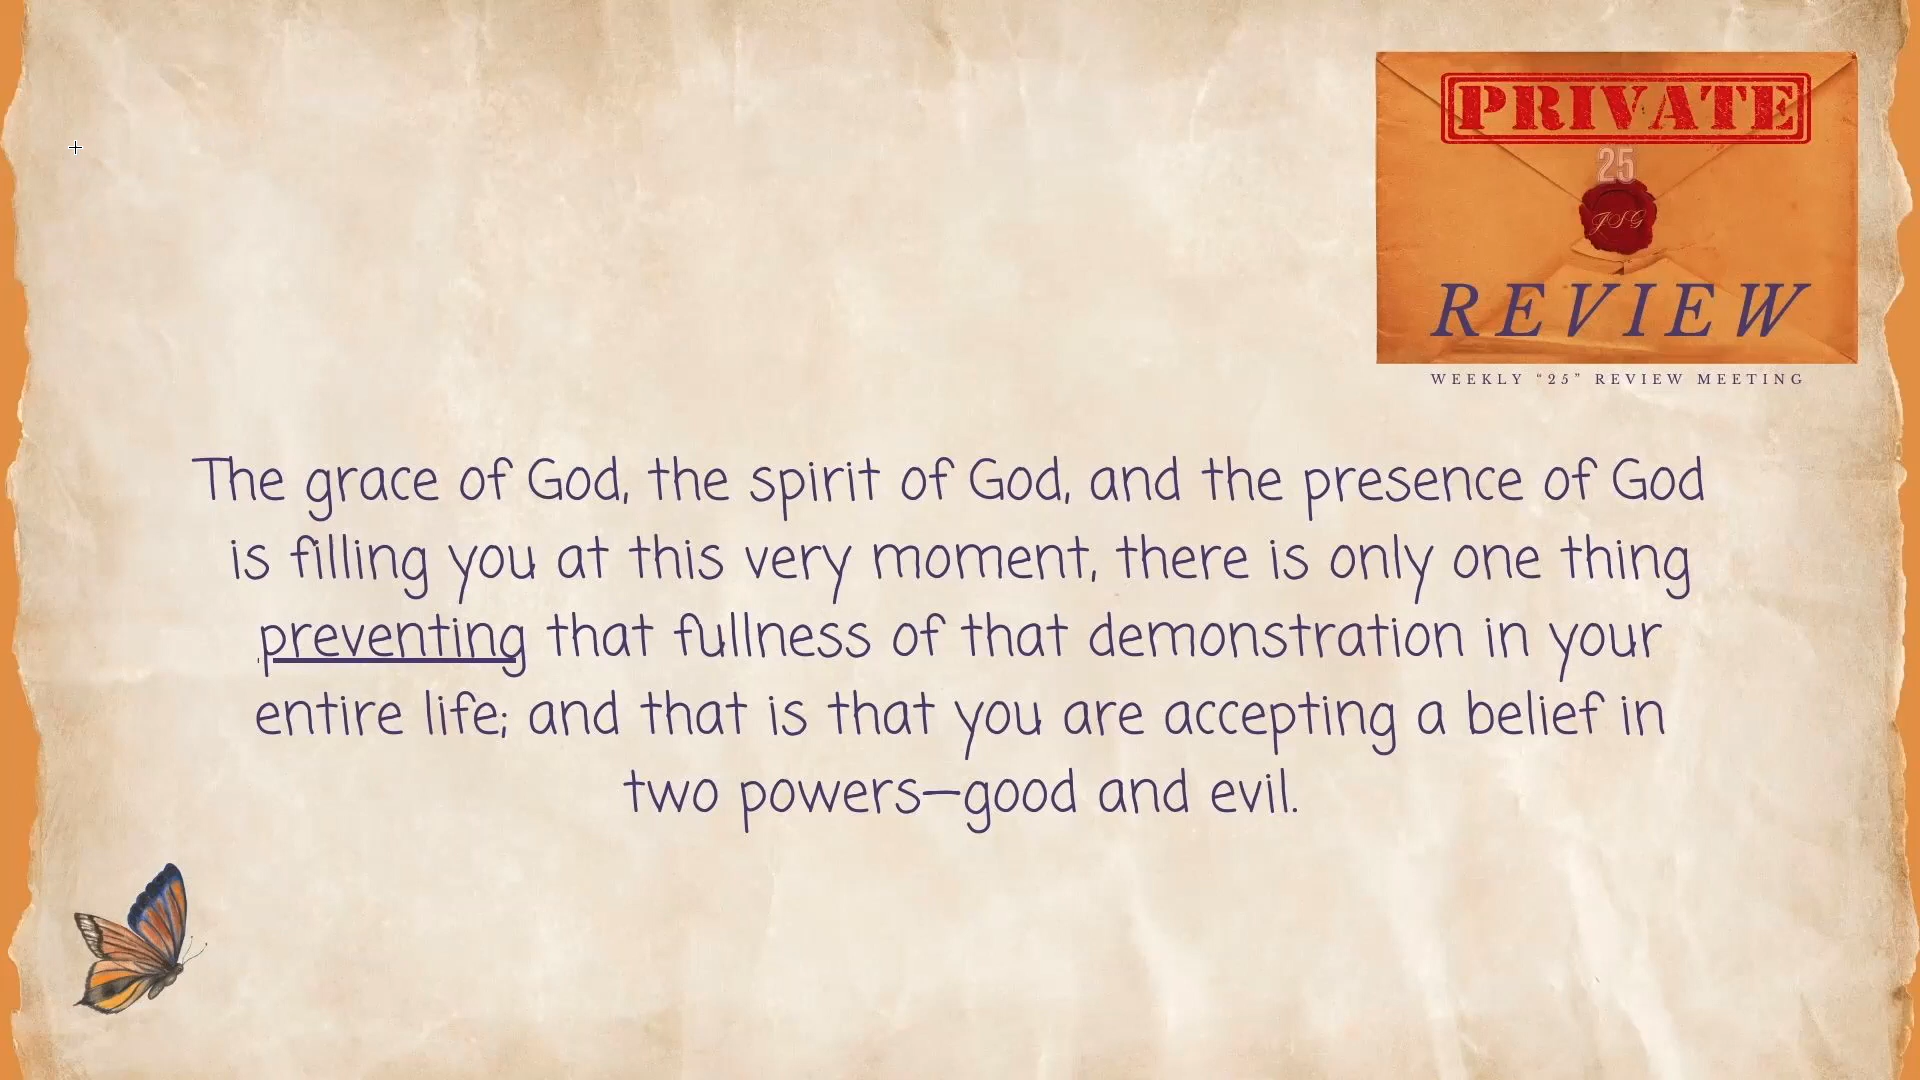 PRIVATE
25
JSG
REVIEW
WEEKLY “25” REVIEW MEETING
The grace of God, the spirit of God, and the presence of God
is filling you at this very moment, there is only one thing
preventing that fullness of that demonstration in your
entire life; and that is that you are accepting a belief in
two powers—good and evil.